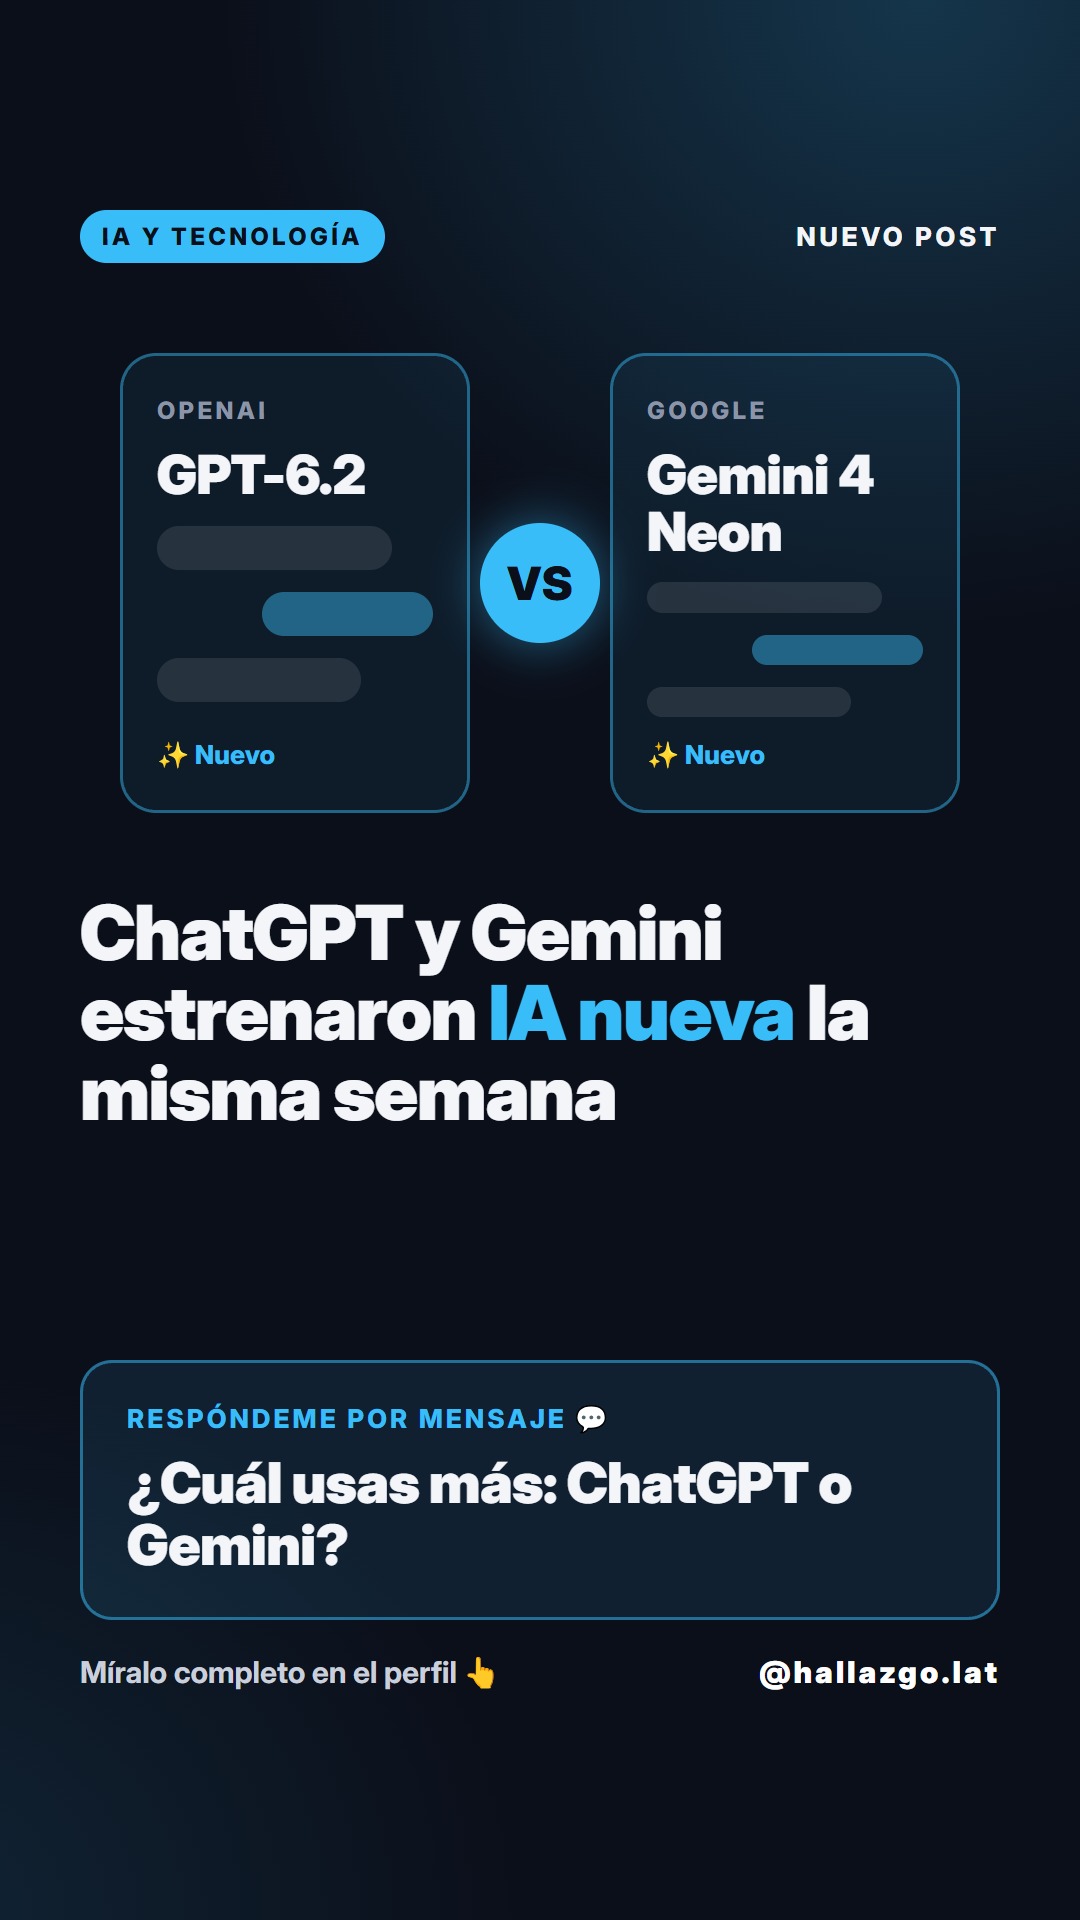 IA Y TECNOLOGÍA
NUEVO POST
OPENAI
GPT-6.2
✨ Nuevo
VS
GOOGLE
Gemini 4
Neon
✨ Nuevo
ChatGPT y Gemini
estrenaron IA nueva la
misma semana
RESPÓNDEME POR MENSAJE 💬
¿Cuál usas más: ChatGPT o
Gemini?
Míralo completo en el perfil 👆
@hallazgo.lat